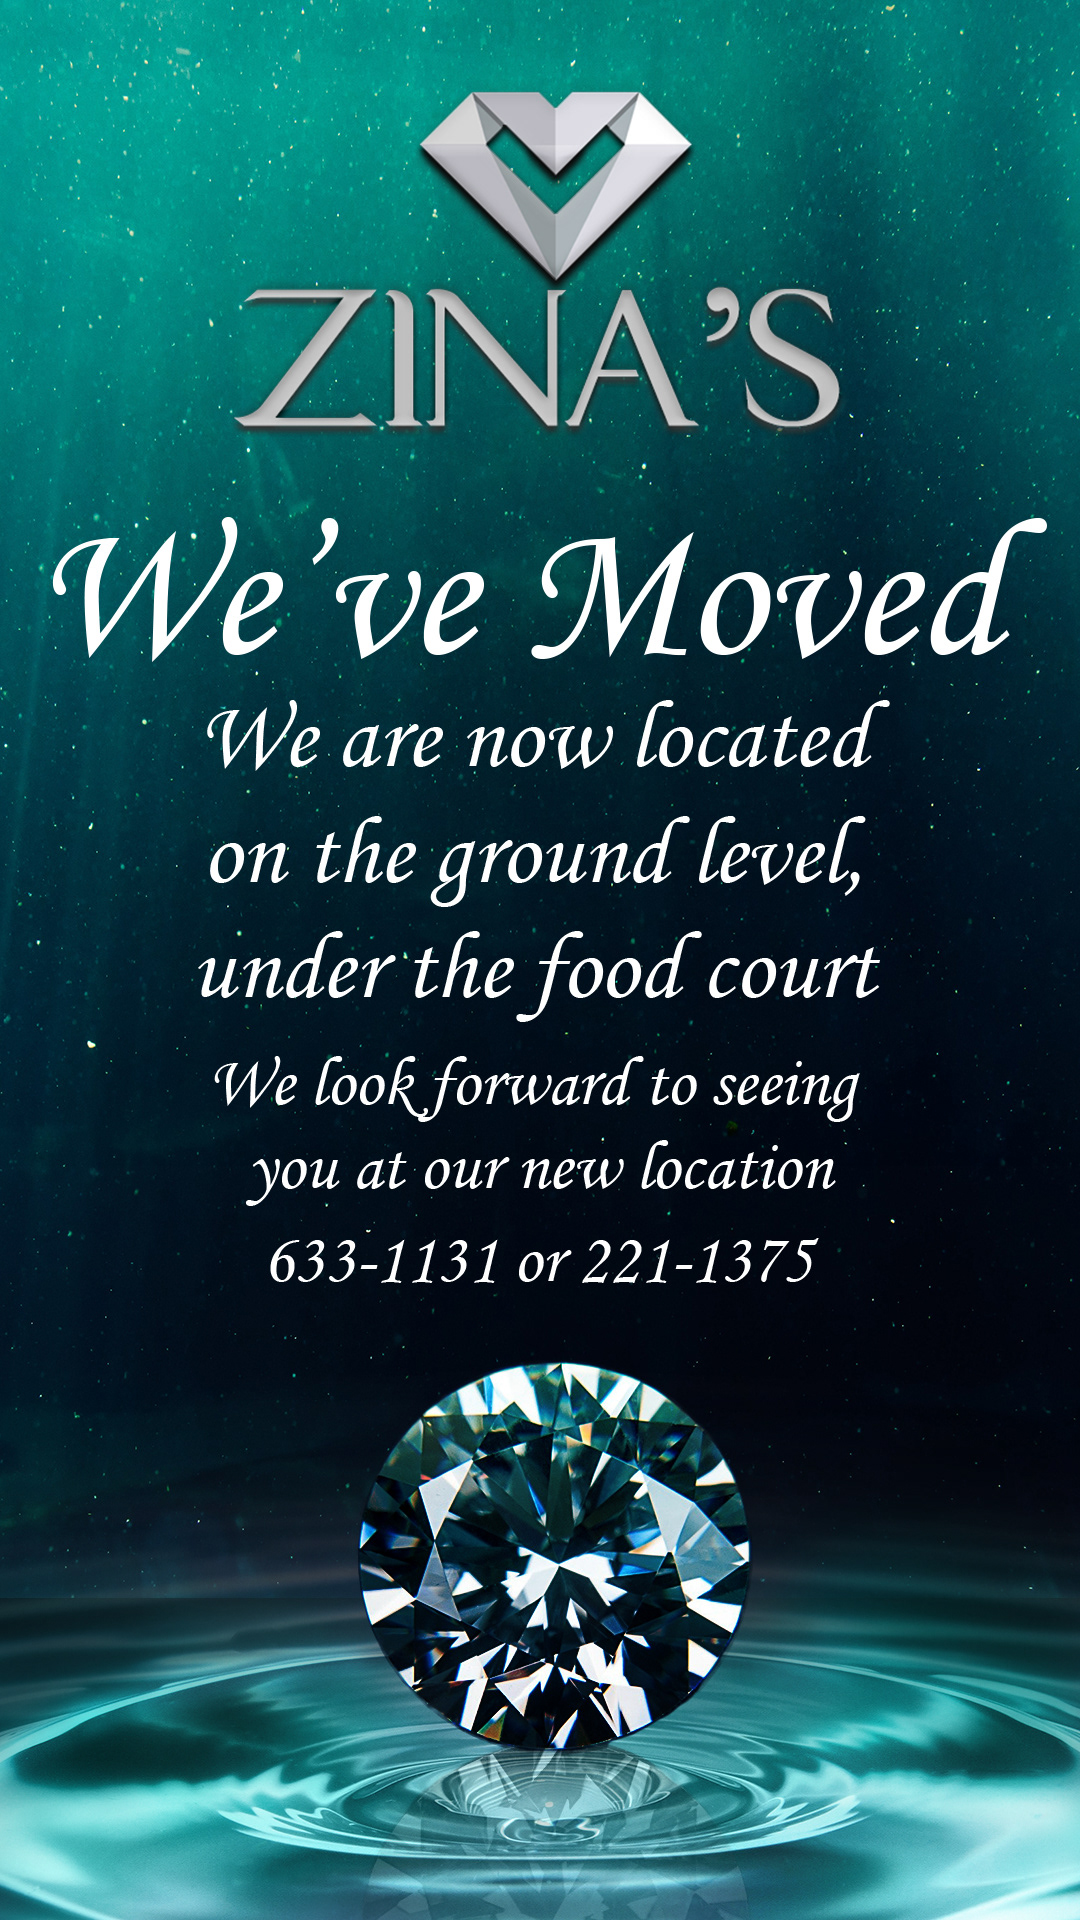 ZINA'S
We've Moved
We are now located
on the ground level,
under the food court
We look forward to seeing
you at our new location
633-1131 or 221-1375